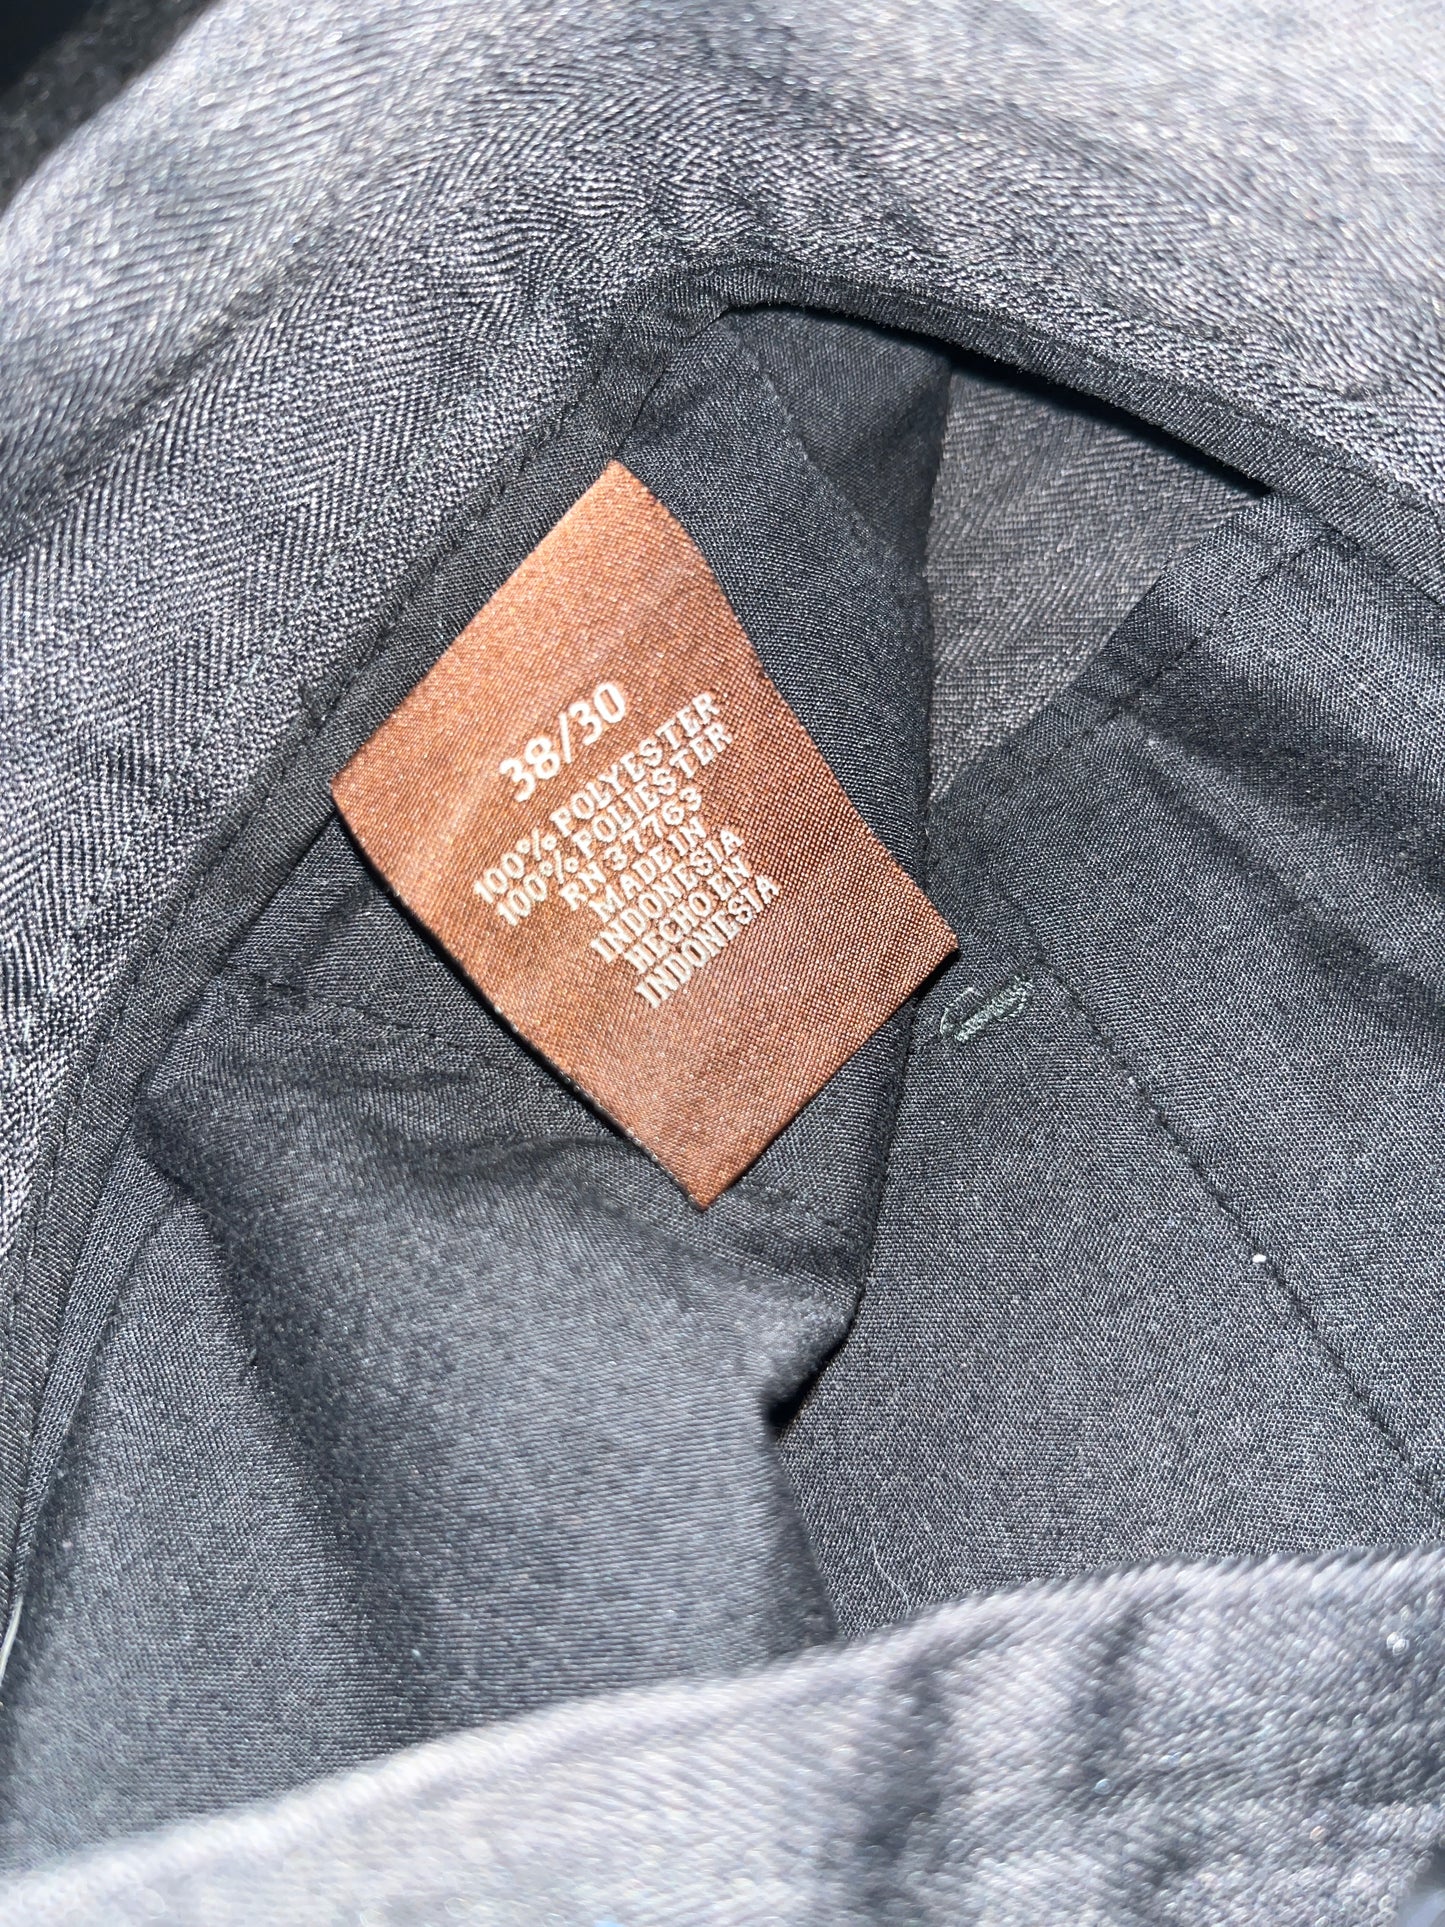 38/30
100% POLYESTER
100% POLIESTER
RN 37763
MADE IN
INDONESIA
HECHO EN
INDONESIA